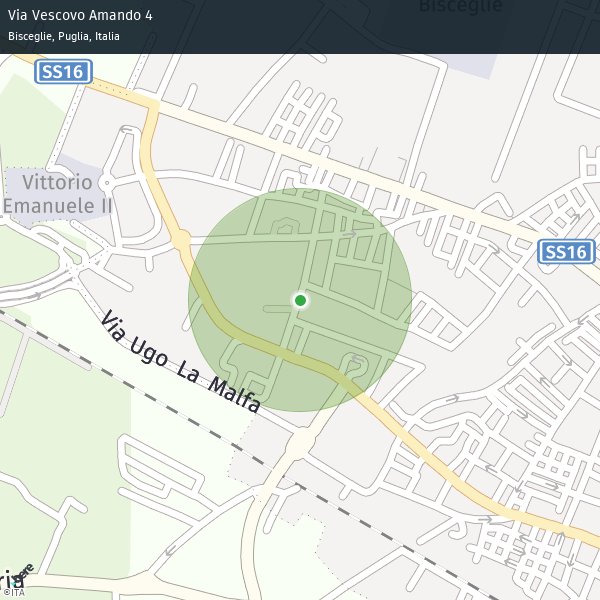 Via Vescovo Amando 4
Bisceglie, Puglia, Italia
Bisceglie
SS16
Vittorio
Emanuele II
SS16
Via Ugo La Malfa
©ITA